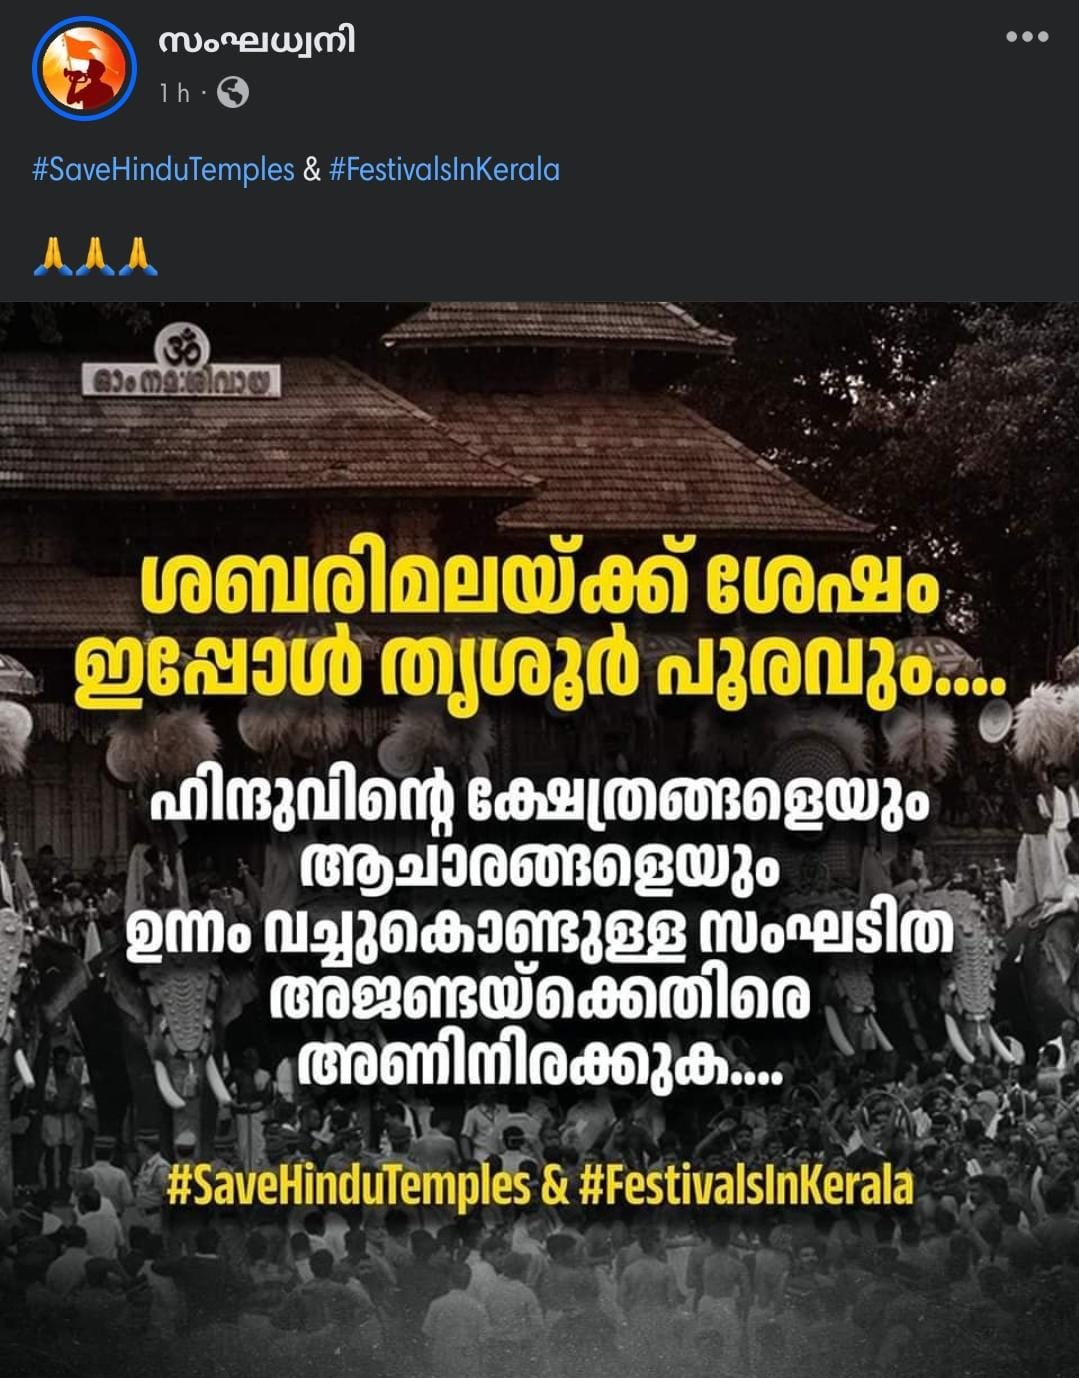 സംഘധ്വനി
1 h ·
#SaveHinduTemples & #FestivalsInKerala
🙏🙏🙏
ॐ
ഓം നമ:ശിവായ
ശബരിമലയ്ക്ക് ശേഷം
ഇപ്പോൾ തൃശൂർ പൂരവും....
ഹിന്ദുവിന്റെ ക്ഷേത്രങ്ങളെയും
ആചാരങ്ങളെയും
ഉന്നം വച്ചുകൊണ്ടുള്ള സംഘടിത
അജണ്ടയ്ക്കെതിരെ
അണിനിരക്കുക....
#SaveHinduTemples & #FestivalsInKerala